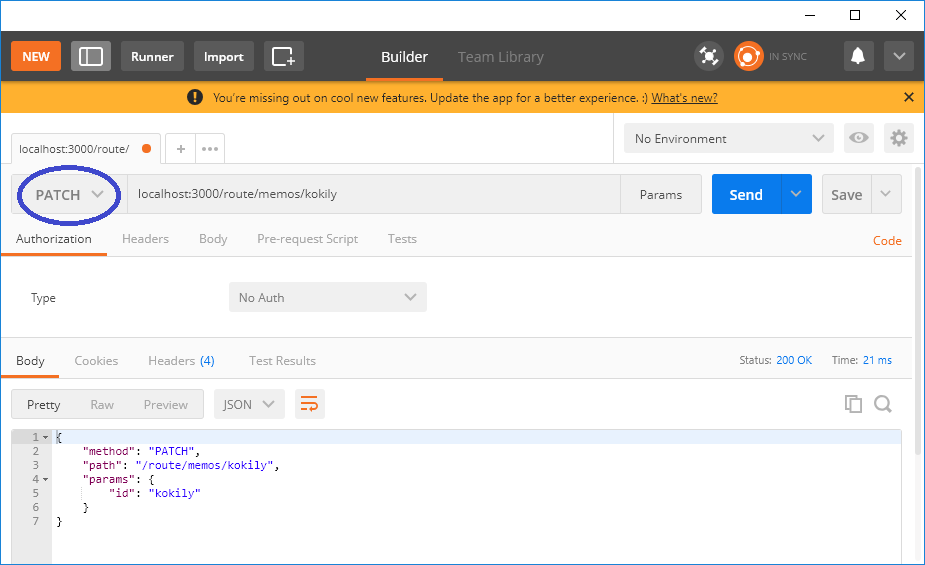 NEW Runner Import Builder Team Library IN SYNC
You're missing out on cool new features. Update the app for a better experience. :) What's new?
localhost:3000/route/ No Environment
PATCH localhost:3000/route/memos/kokily Params Send Save
Authorization Headers Body Pre-request Script Tests Code
Type No Auth
Body Cookies Headers (4) Test Results Status: 200 OK Time: 21 ms
Pretty Raw Preview JSON
1 {
2 "method": "PATCH",
3 "path": "/route/memos/kokily",
4 "params": {
5 "id": "kokily"
6 }
7 }